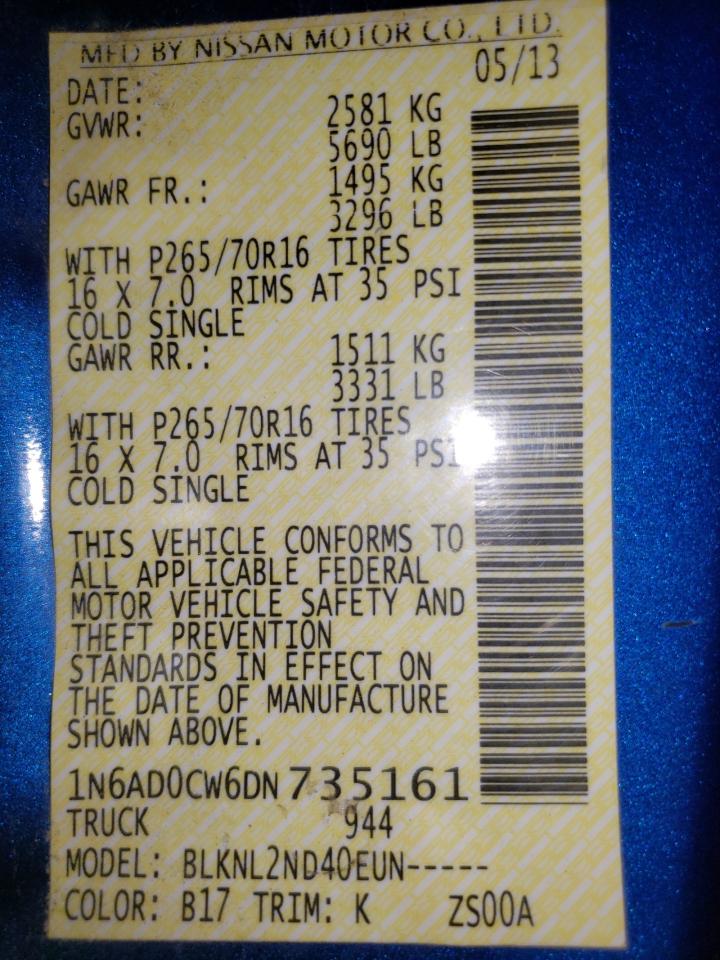 MFD BY NISSAN MOTOR CO., LTD.
DATE: 05/13
GVWR: 2581 KG
5690 LB
GAWR FR.: 1495 KG
3296 LB
WITH P265/70R16 TIRES
16 X 7.0 RIMS AT 35 PSI
COLD SINGLE
GAWR RR.: 1511 KG
3331 LB
WITH P265/70R16 TIRES
16 X 7.0 RIMS AT 35 PSI
COLD SINGLE
THIS VEHICLE CONFORMS TO
ALL APPLICABLE FEDERAL
MOTOR VEHICLE SAFETY AND
THEFT PREVENTION
STANDARDS IN EFFECT ON
THE DATE OF MANUFACTURE
SHOWN ABOVE.
1N6AD0CW6DN 735161
TRUCK 944
MODEL: BLKNL2ND40EUN-----
COLOR: B17 TRIM: K ZS00A